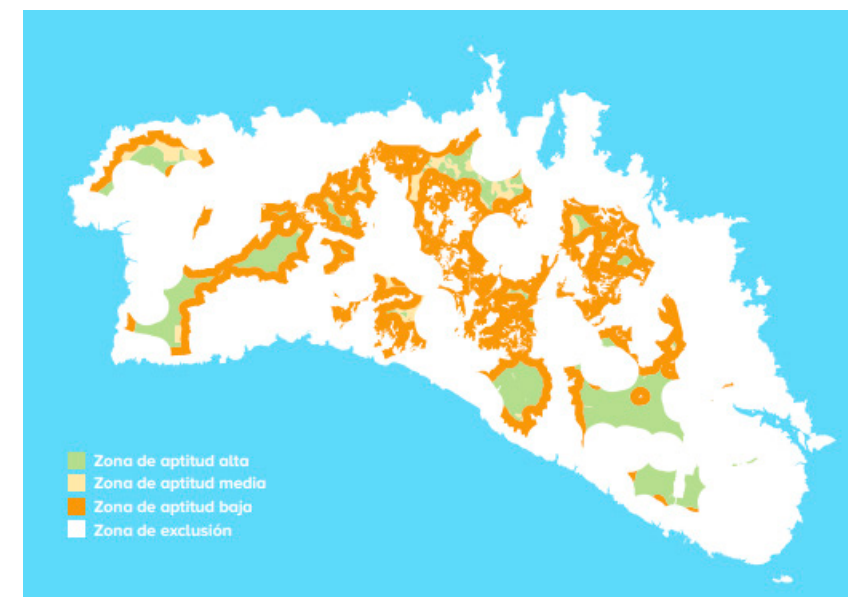 Zona de aptitud alta
Zona de aptitud media
Zona de aptitud baja
Zona de exclusión